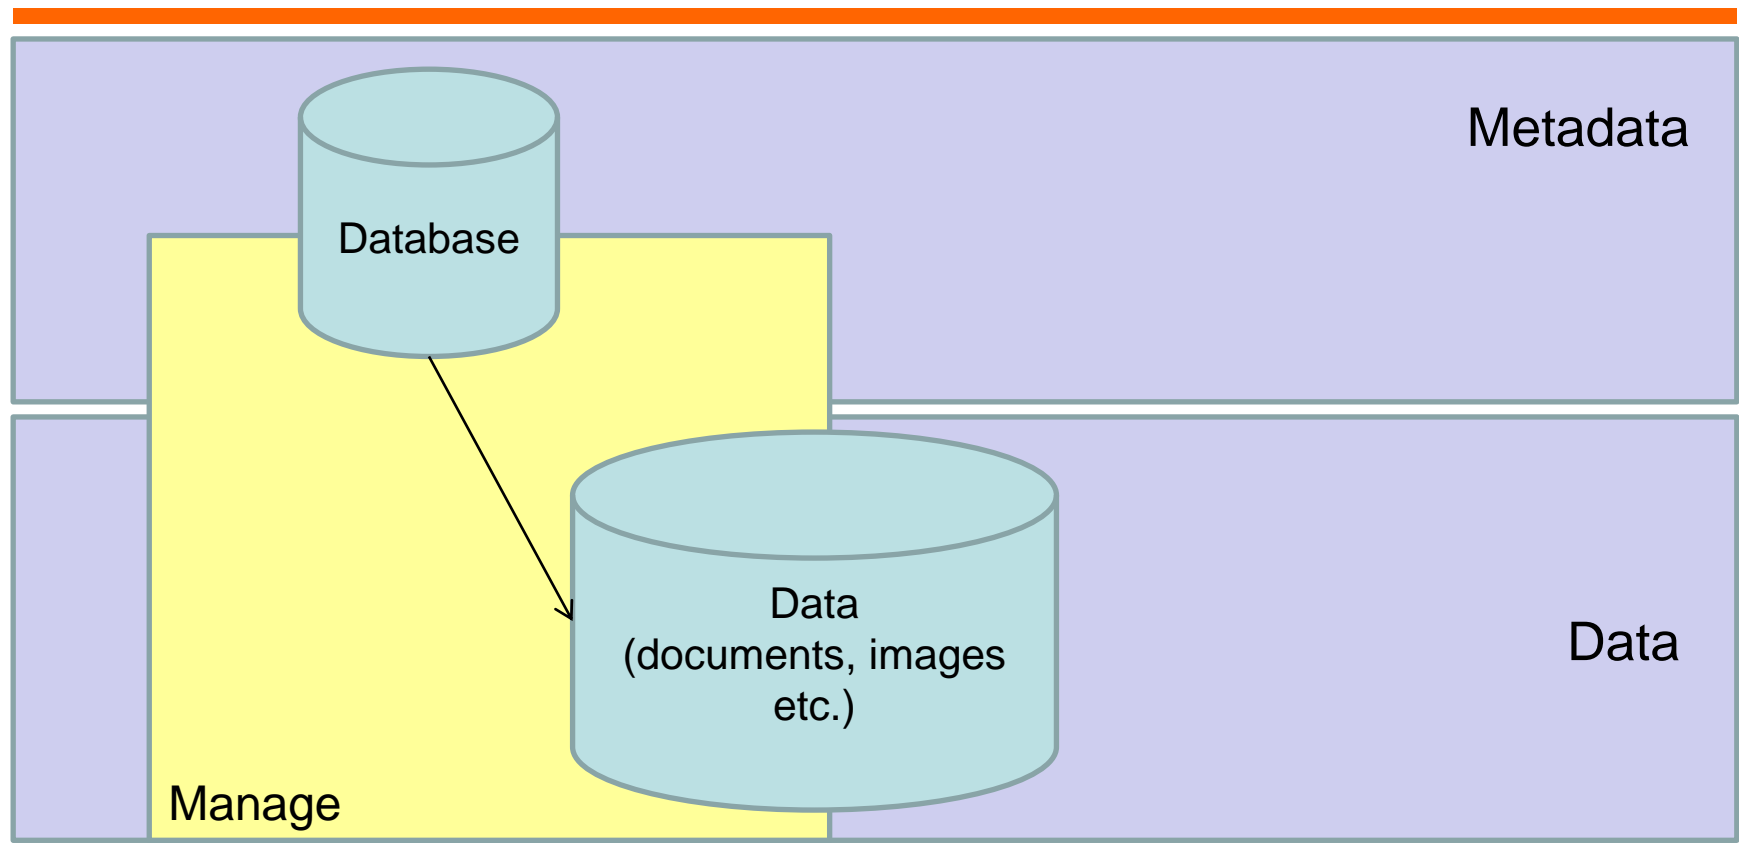 Metadata
Database
Data
(documents, images
etc.)
Data
Manage